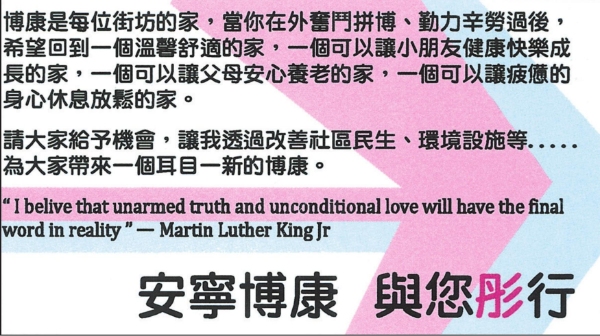 博康是每位街坊的家，當你在外奮鬥拼博、勤力辛勞過後，
希望回到一個溫馨舒適的家，一個可以讓小朋友健康快樂成
長的家，一個可以讓父母安心養老的家，一個可以讓疲憊的
身心休息放鬆的家。
請大家給予機會，讓我透過改善社區民生、環境設施等.....
為大家帶來一個耳目一新的博康。
“ I belive that unarmed truth and unconditional love will have the final
word in reality ” — Martin Luther King Jr
安寧博康 與您彤行